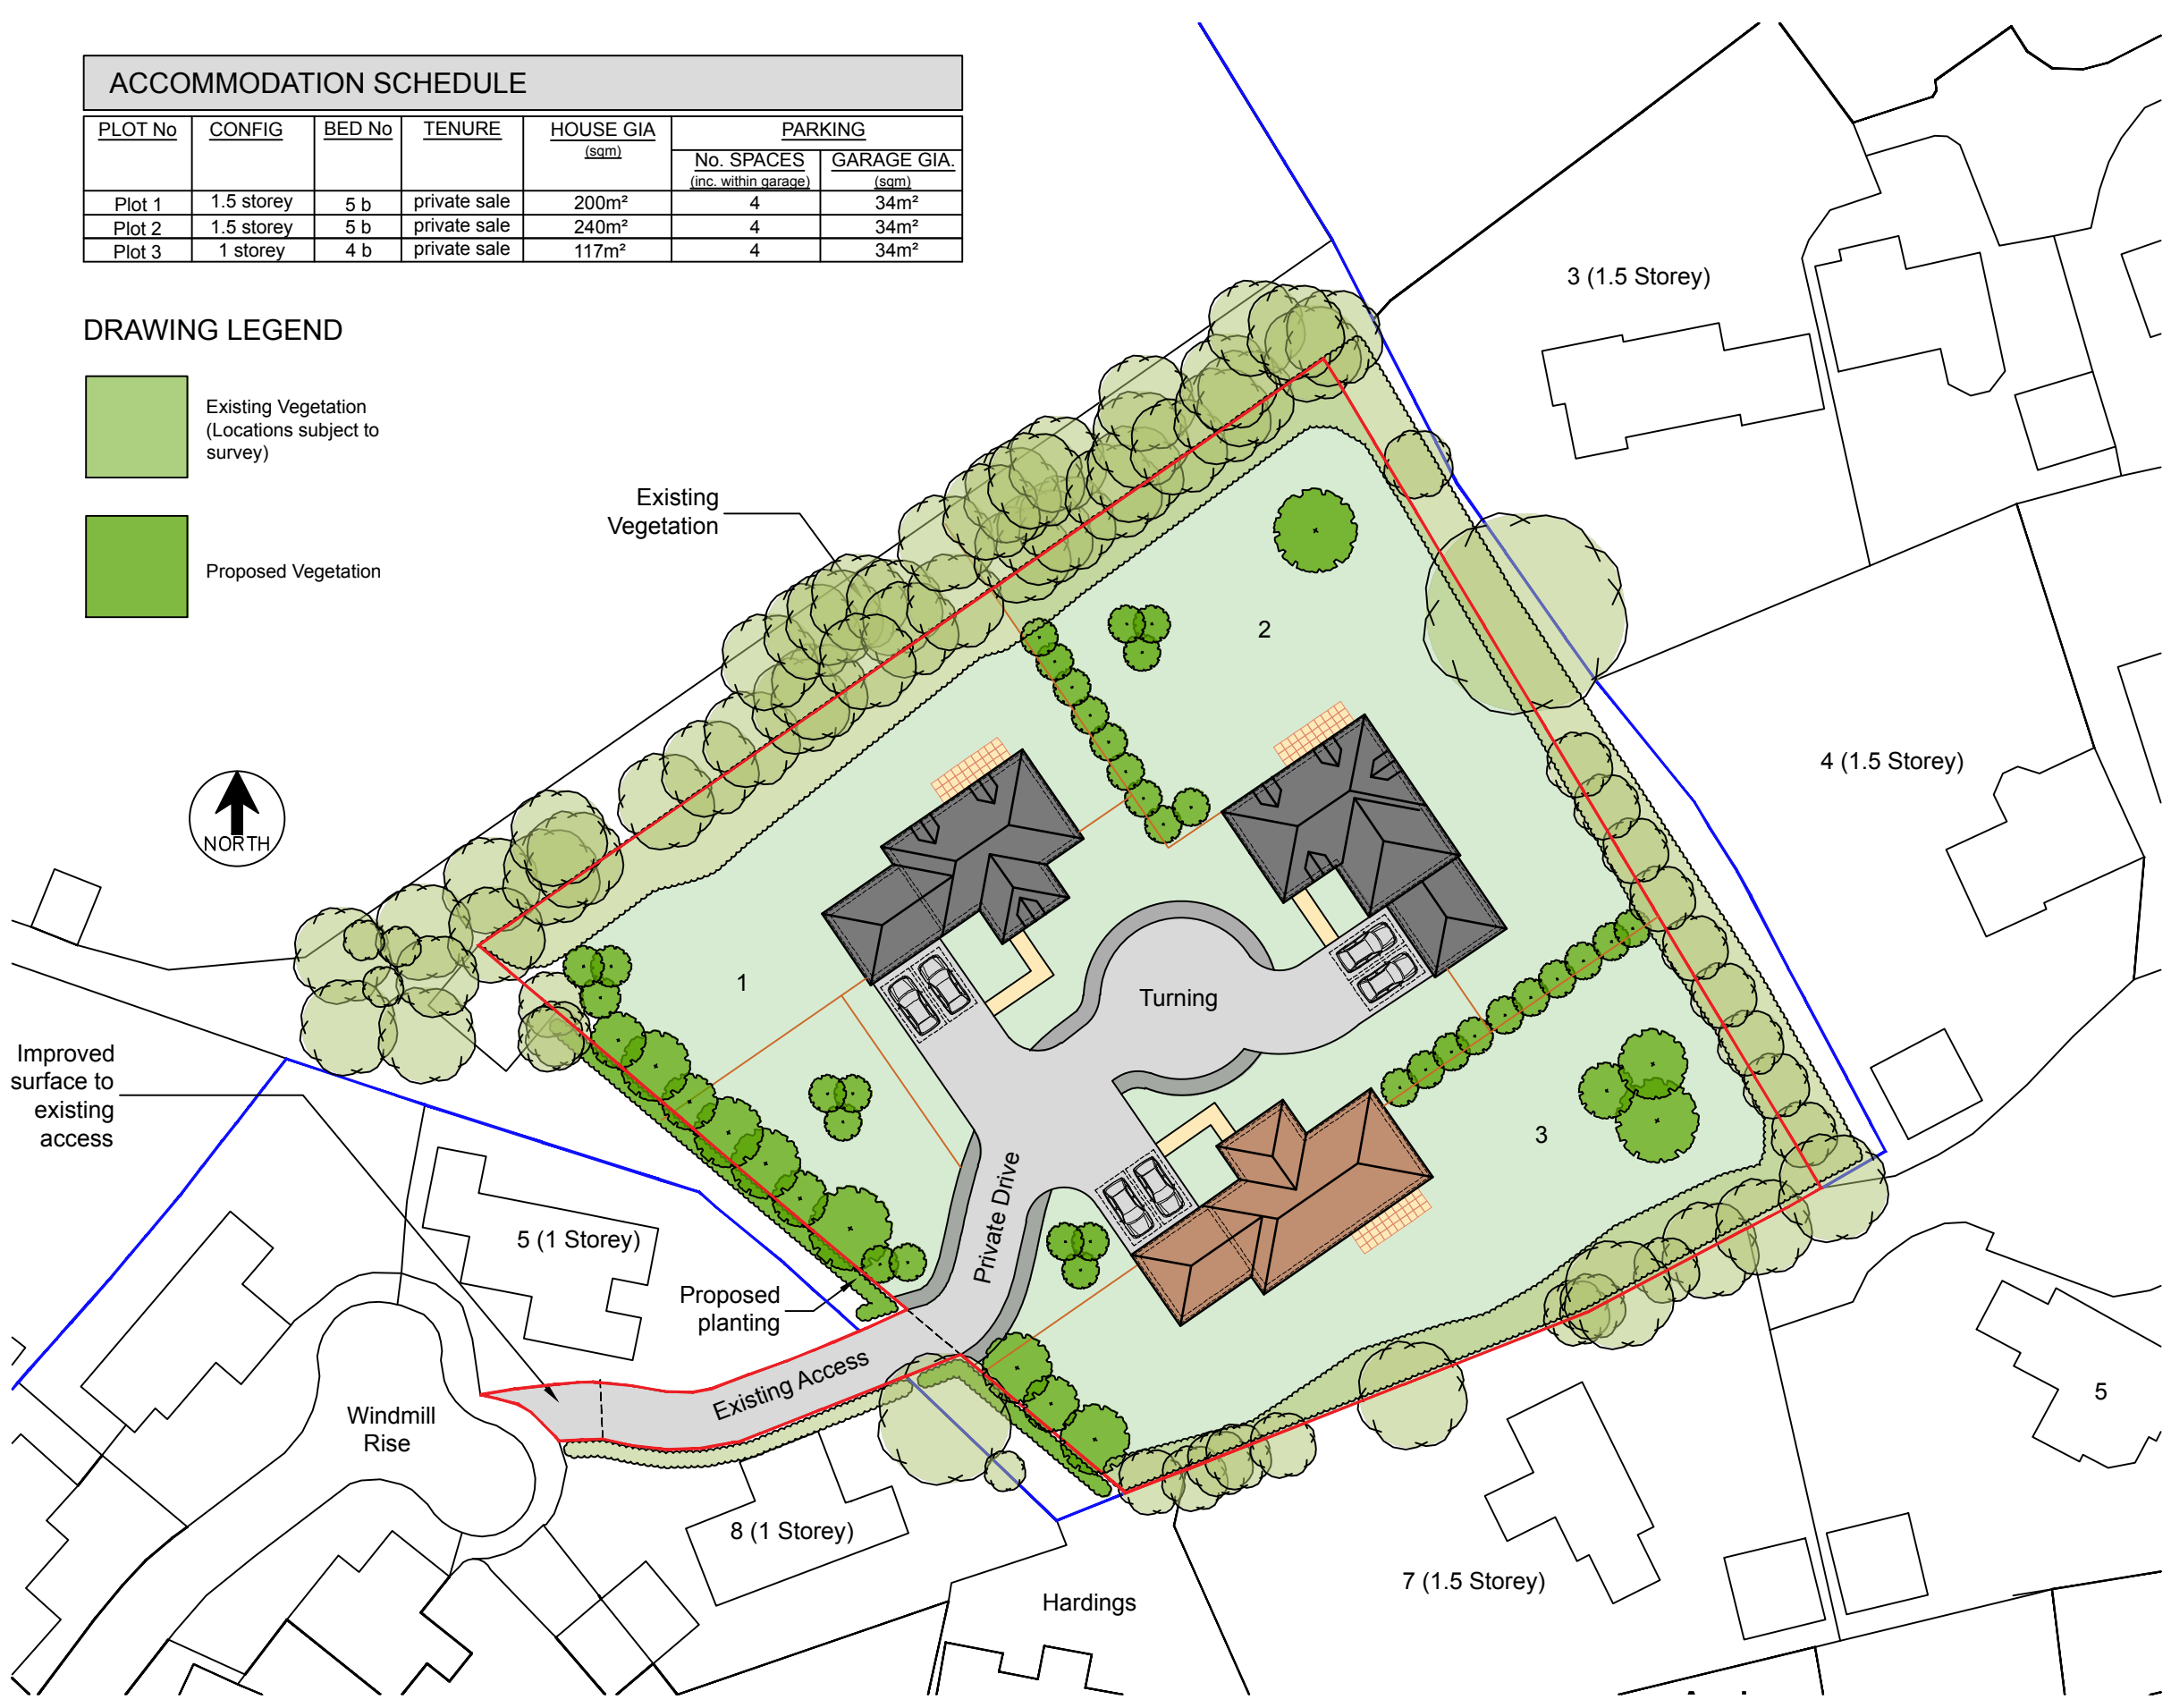 ACCOMMODATION SCHEDULE
PLOT No CONFIG BED No TENURE HOUSE GIA (sqm) PARKING
No. SPACES (inc. within garage) GARAGE GIA. (sqm)
Plot 1 1.5 storey 5 b private sale 200m² 4 34m²
Plot 2 1.5 storey 5 b private sale 240m² 4 34m²
Plot 3 1 storey 4 b private sale 117m² 4 34m²
DRAWING LEGEND
Existing Vegetation
(Locations subject to
survey)
Proposed Vegetation
NORTH
3 (1.5 Storey)
Existing
Vegetation
2
4 (1.5 Storey)
1
Turning
Improved
surface to
existing
access
3
Private Drive
5 (1 Storey)
Proposed
planting
Existing Access
Windmill
Rise
5
8 (1 Storey)
7 (1.5 Storey)
Hardings